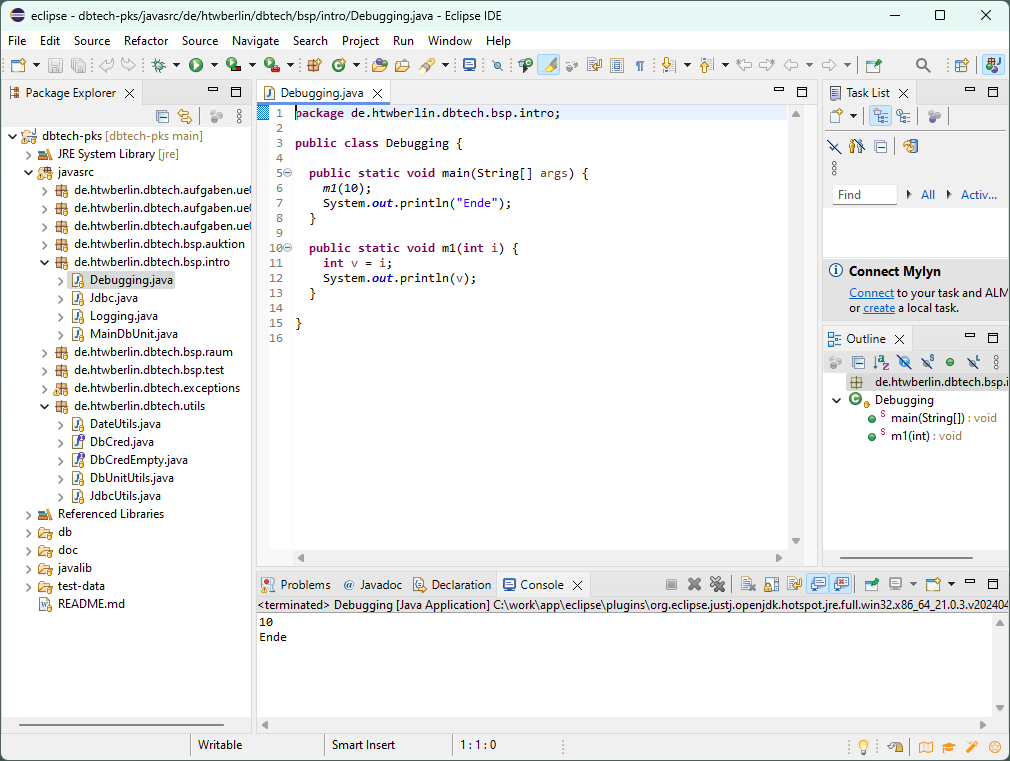 eclipse - dbtech-pks/javasrc/de/htwberlin/dbtech/bsp/intro/Debugging.java - Eclipse IDE
File Edit Source Refactor Source Navigate Search Project Run Window Help
Package Explorer
dbtech-pks [dbtech-pks main]
JRE System Library [jre]
javasrc
de.htwberlin.dbtech.aufgaben.ue
de.htwberlin.dbtech.aufgaben.ue
de.htwberlin.dbtech.aufgaben.ue
de.htwberlin.dbtech.bsp.auktion
de.htwberlin.dbtech.bsp.intro
Debugging.java
Jdbc.java
Logging.java
MainDbUnit.java
de.htwberlin.dbtech.bsp.raum
de.htwberlin.dbtech.bsp.test
de.htwberlin.dbtech.exceptions
de.htwberlin.dbtech.utils
DateUtils.java
DbCred.java
DbCredEmpty.java
DbUnitUtils.java
JdbcUtils.java
Referenced Libraries
db
doc
javalib
test-data
README.md
Debugging.java
1 package de.htwberlin.dbtech.bsp.intro;
2
3 public class Debugging {
4
5 public static void main(String[] args) {
6 m1(10);
7 System.out.println("Ende");
8 }
9
10 public static void m1(int i) {
11 int v = i;
12 System.out.println(v);
13 }
14
15 }
16
Task List
Find All Activ...
Connect Mylyn
Connect to your task and ALM
or create a local task.
Outline
de.htwberlin.dbtech.bsp.i
Debugging
main(String[]) : void
m1(int) : void
Problems Javadoc Declaration Console
<terminated> Debugging [Java Application] C:\work\app\eclipse\plugins\org.eclipse.justj.openjdk.hotspot.jre.full.win32.x86_64_21.0.3.v202404
10
Ende
Writable Smart Insert 1 : 1 : 0